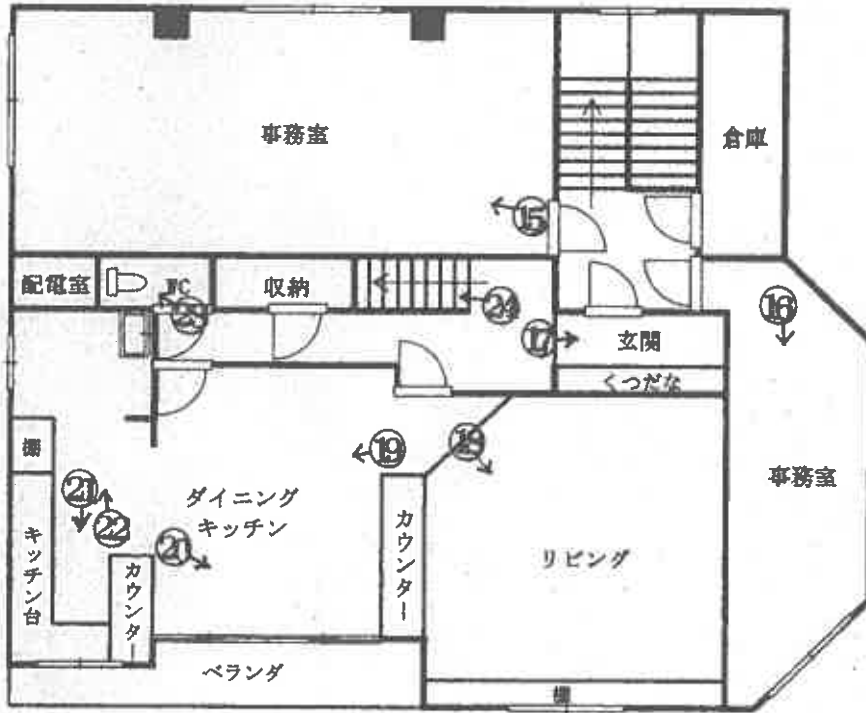 事務室
倉庫
⑮
配電室
WC
収納
㉔
⑯
⑰
玄関
くつだな
棚
⑲
事務室
㉑
ダイニング
キッチン
㉒
キッチン台
カウンター
⑳
カウンター
リビング
ベランダ
棚